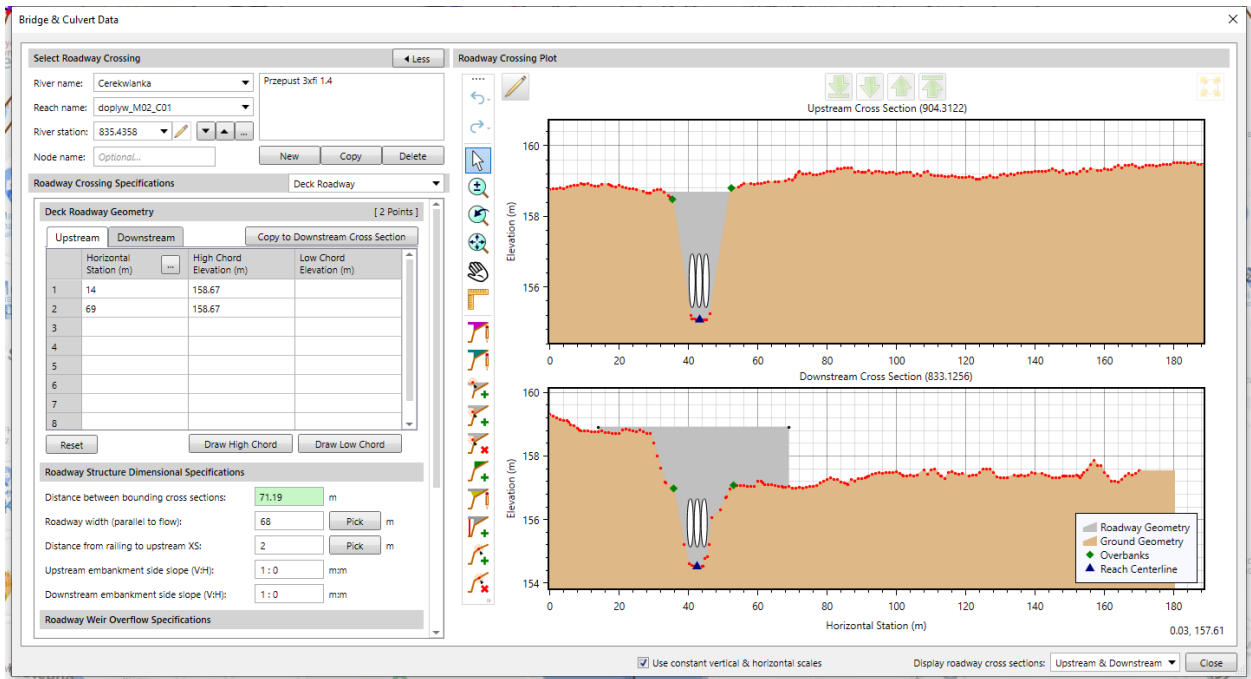 Bridge & Culvert Data
Select Roadway Crossing
Less
River name: Cerekwianka
Przepust 3xfi 1.4
Reach name: doplyw_M02_C01
River station: 835.4358
...
Node name: Optional...
New Copy Delete
Roadway Crossing Specifications Deck Roadway
Deck Roadway Geometry [ 2 Points ]
Upstream Downstream Copy to Downstream Cross Section
Horizontal Station (m) ... High Chord Elevation (m) Low Chord Elevation (m)
1 14 158.67
2 69 158.67
3
4
5
6
7
8
Reset Draw High Chord Draw Low Chord
Roadway Structure Dimensional Specifications
Distance between bounding cross sections: 71.19 m
Roadway width (parallel to flow): 68 Pick m
Distance from railing to upstream XS: 2 Pick m
Upstream embankment side slope (V:H): 1 : 0 m:m
Downstream embankment side slope (V:H): 1 : 0 m:m
Roadway Weir Overflow Specifications
Roadway Crossing Plot
Upstream Cross Section (904.3122)
Elevation (m)
160
158
156
0 20 40 60 80 100 120 140 160 180
Downstream Cross Section (833.1256)
Elevation (m)
160
158
156
154
Roadway Geometry
Ground Geometry
Overbanks
Reach Centerline
0 20 40 60 80 100 120 140 160 180
Horizontal Station (m)
0.03, 157.61
Use constant vertical & horizontal scales
Display roadway cross sections: Upstream & Downstream
Close